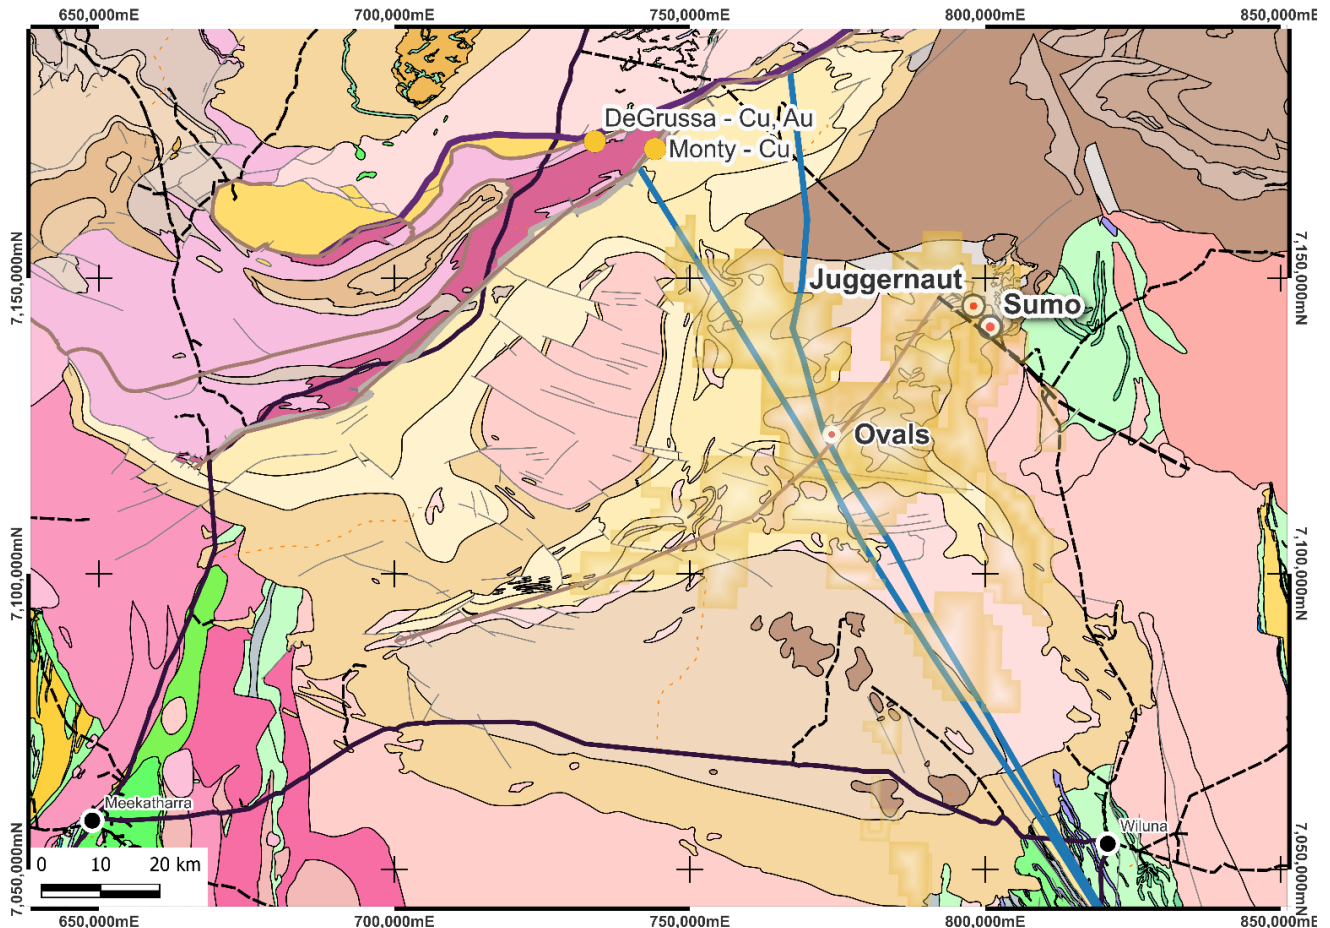 650,000mE 700,000mE 750,000mE 800,000mE 850,000mE
DeGrussa - Cu, Au
Monty - Cu
7,150,000mN
7,150,000mN
Juggernaut
Sumo
Ovals
7,100,000mN
7,100,000mN
Meekatharra
Wiluna
0 10 20 km
7,050,000mN
7,050,000mN
650,000mE 700,000mE 750,000mE 800,000mE 850,000mE